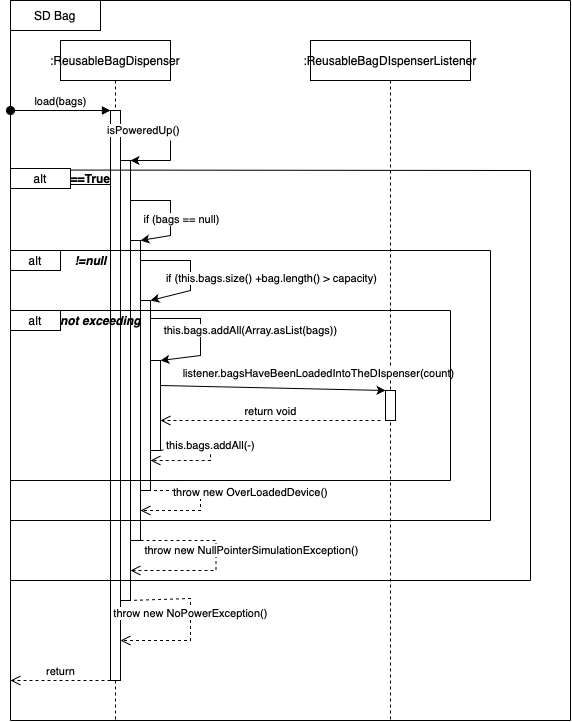 SD Bag
:ReusableBagDispenser
:ReusableBagDIspenserListener
load(bags)
isPoweredUp()
alt
==True
if (bags == null)
alt
!=null
if (this.bags.size() +bag.length() > capacity)
alt
not exceeding
this.bags.addAll(Array.asList(bags))
listener.bagsHaveBeenLoadedIntoTheDIspenser(count)
return void
this.bags.addAll(-)
throw new OverLoadedDevice()
throw new NullPointerSimulationException()
throw new NoPowerException()
return